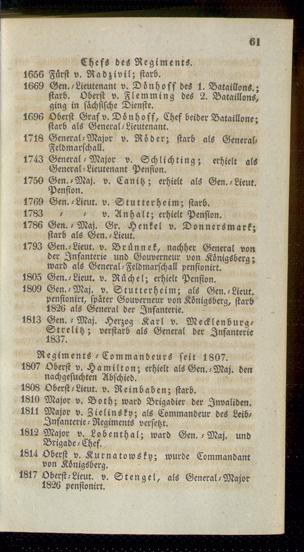 61
Chefs des Regiments.
1656 Fürst v. Radzivil; starb.
1669 Gen.-Lieutenant v. Dönhoff des 1. Bataillons.;
starb. Oberst v. Flemming des 2. Bataillons,
ging in sächsische Dienste.
1696 Oberst Graf v. Dönhoff, Chef beider Bataillone;
starb als General-Lieutenant.
1718 General-Major v. Röder; starb als General-
Feldmarschall.
1743 General-Major v. Schlichting; erhielt als
General-Lieutenant Pension.
1750 Gen.-Maj. v. Canitz; erhielt als Gen.-Lieut.
Pension.
1769 Gen.-Lieut. v. Stutterheim; starb.
1783 - - v. Anhalt; erhielt Pension.
1786 Gen.-Maj. Gr. Henkel v. Donnersmark;
starb als Gen.-Lieut.
1793 Gen.-Lieut. v. Brünnek, nachher General von
der Infanterie und Gouverneur von Königsberg;
ward als General-Feldmarschall pensionirt.
1805 Gen.-Lieut. v. Rüchel; erhielt Pension.
1809 Gen.-Maj. v. Stutterheim; als Gen.-Lieut.
pensionirt, später Gouverneur von Königsberg, starb
1826 als General der Infanterie.
1813 Gen.-Maj. Herzog Karl v. Mecklenburg-
Strelitz; verstarb als General der Infanterie
1837.
Regiments-Commandeurs seit 1807.
1807 Oberst v. Hamilton; erhielt als Gen.-Maj. den
nachgesuchten Abschied.
1808 Oberst-Lieut. v. Reinbaben; starb.
1810 Major v. Both; ward Brigadier der Invaliden.
1811 Major v. Zielinsky; als Commandeur des Leib-
Infanterie-Regiments versetzt.
1812 Major v. Lobenthal; ward Gen.-Maj. und
Brigade-Chef.
1814 Oberst v. Kurnatowsky; wurde Commandant
von Königsberg.
1817 Oberst-Lieut. v. Stengel, als General-Major
1826 pensionirt.